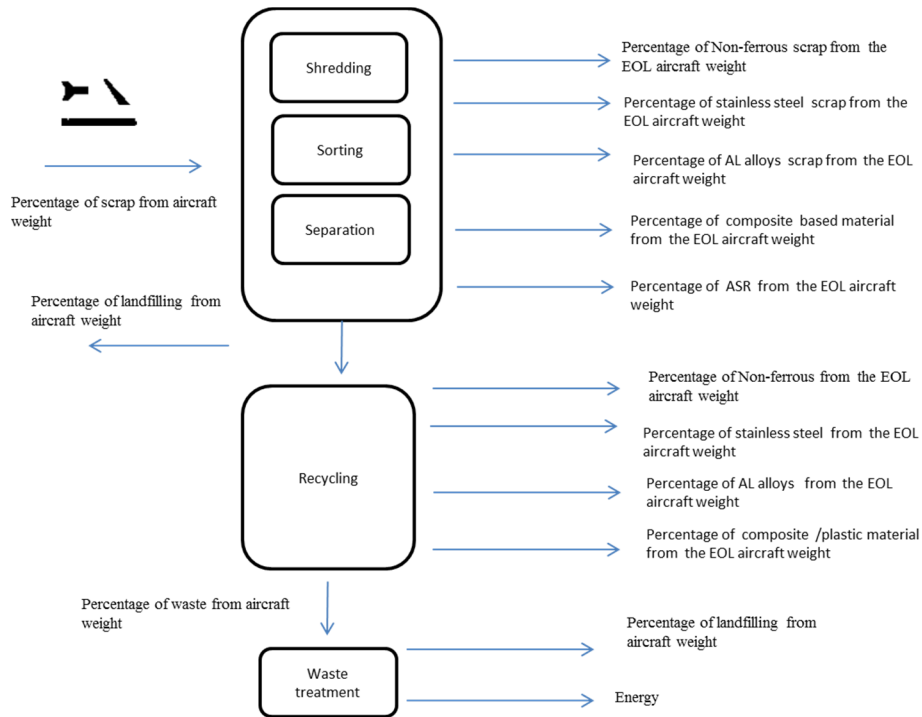 Shredding
Sorting
Separation
Percentage of Non-ferrous scrap from the
EOL aircraft weight
Percentage of stainless steel scrap from the
EOL aircraft weight
Percentage of AL alloys scrap from the EOL
aircraft weight
Percentage of composite based material
from the EOL aircraft weight
Percentage of ASR from the EOL aircraft
weight
Percentage of scrap from aircraft
weight
Percentage of landfilling from
aircraft weight
Recycling
Percentage of Non-ferrous from the EOL
aircraft weight
Percentage of stainless steel from the EOL
aircraft weight
Percentage of AL alloys from the EOL
aircraft weight
Percentage of composite /plastic material
from the EOL aircraft weight
Percentage of waste from aircraft
weight
Waste
treatment
Percentage of landfilling from
aircraft weight
Energy